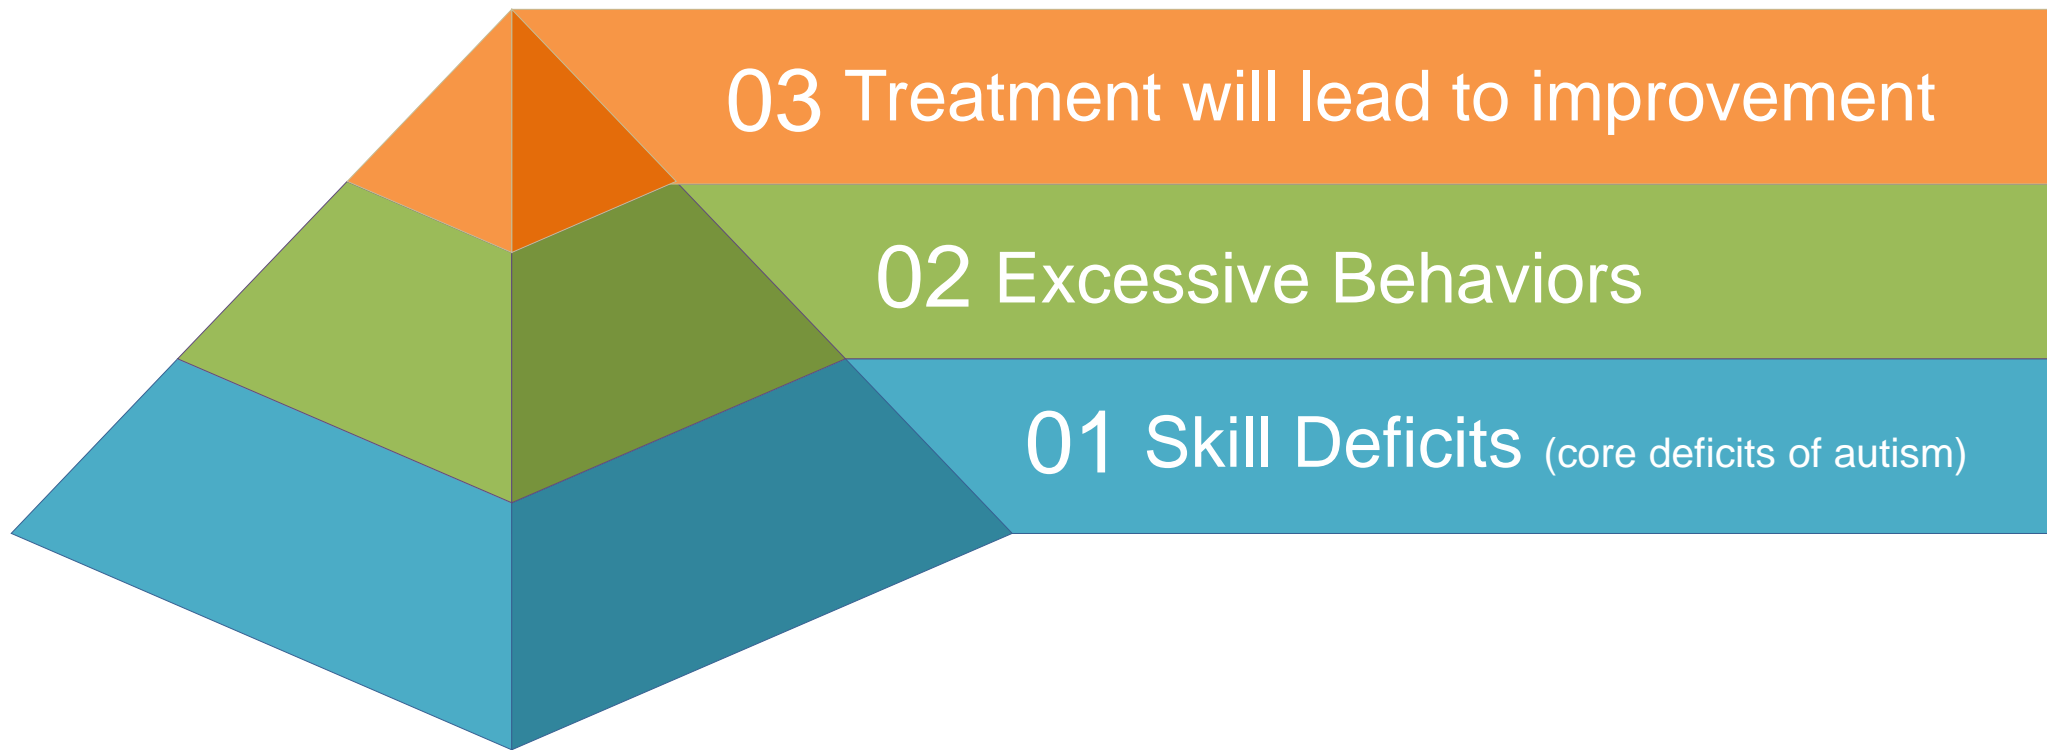 03 Treatment will lead to improvement
02 Excessive Behaviors
01 Skill Deficits (core deficits of autism)